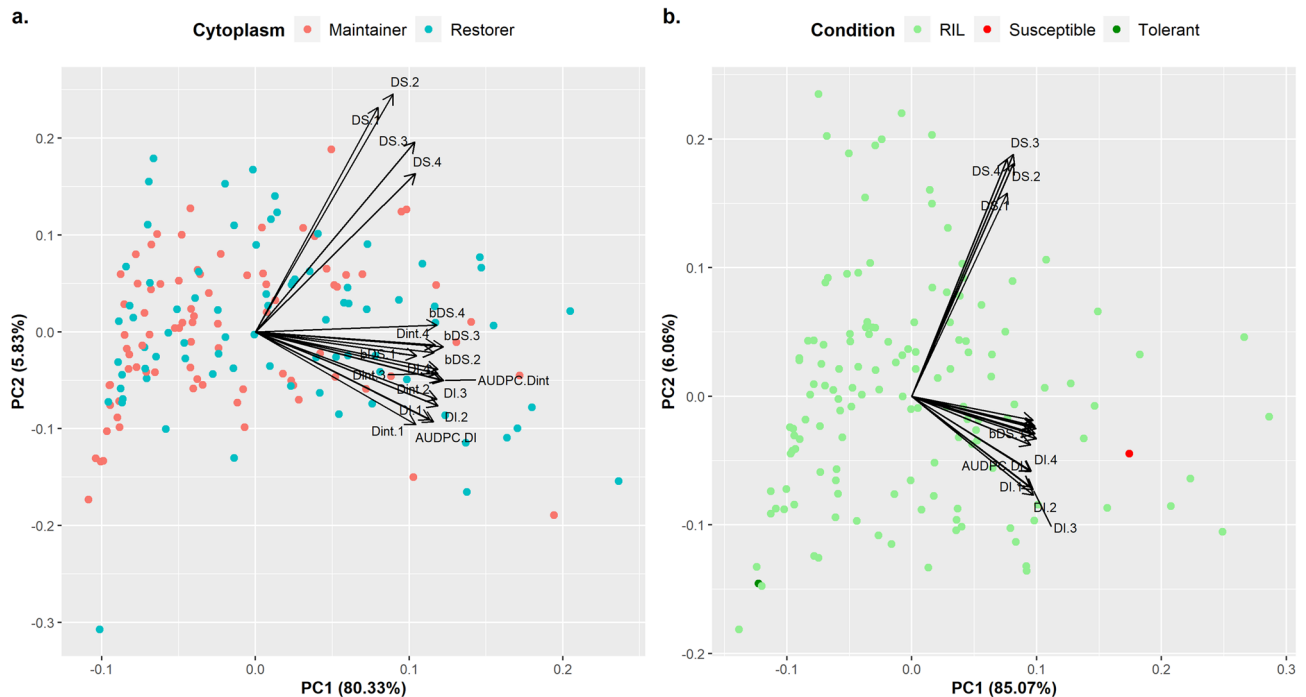 a.
Cytoplasm Maintainer Restorer
DS.2
DS.1
DS.3
DS.4
bDS.4
Dint.4
bDS.3
bDS.1
bDS.2
DI.4
Dint.3
AUDPC.Dint
Dint.2
DI.3
DI.1
DI.2
Dint.1
AUDPC.DI
0.2
0.1
0.0
-0.1
-0.2
-0.3
PC2 (5.83%)
-0.1 0.0 0.1 0.2
PC1 (80.33%)
b.
Condition RIL Susceptible Tolerant
DS.3
DS.4
DS.2
DS.1
DI.4
AUDPC.DI
DI.1
DI.2
DI.3
0.2
0.1
0.0
-0.1
-0.2
PC2 (6.06%)
-0.1 0.0 0.1 0.2 0.3
PC1 (85.07%)